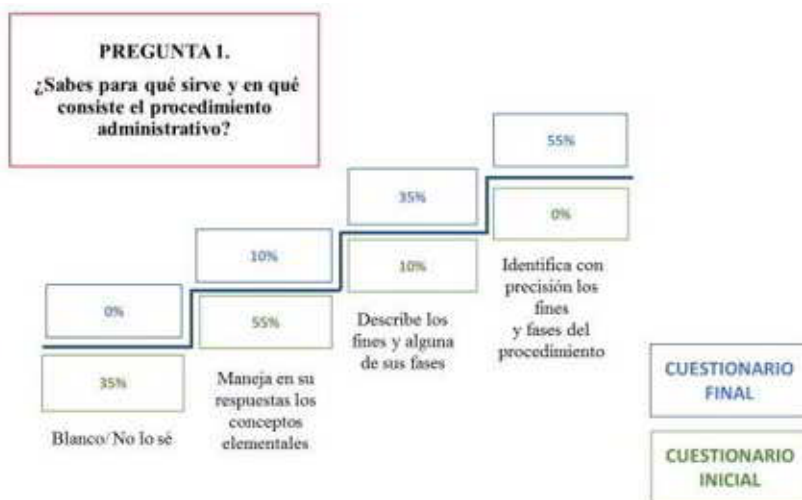 PREGUNTA 1.
¿Sabes para qué sirve y en qué
consiste el procedimiento
administrativo?
0%
35%
Blanco/No lo sé
10%
55%
Maneja en su
respuestas los
conceptos
elementales
35%
10%
Describe los
fines y alguna
de sus fases
55%
0%
Identifica con
precisión los
fines
y fases del
procedimiento
CUESTIONARIO
FINAL
CUESTIONARIO
INICIAL